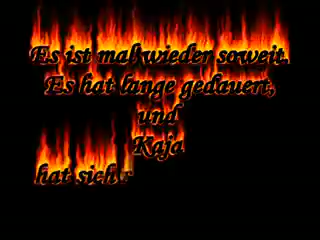 Es ist mal wieder soweit.
Es hat lange gedauert,
und
Kaja
hat sich